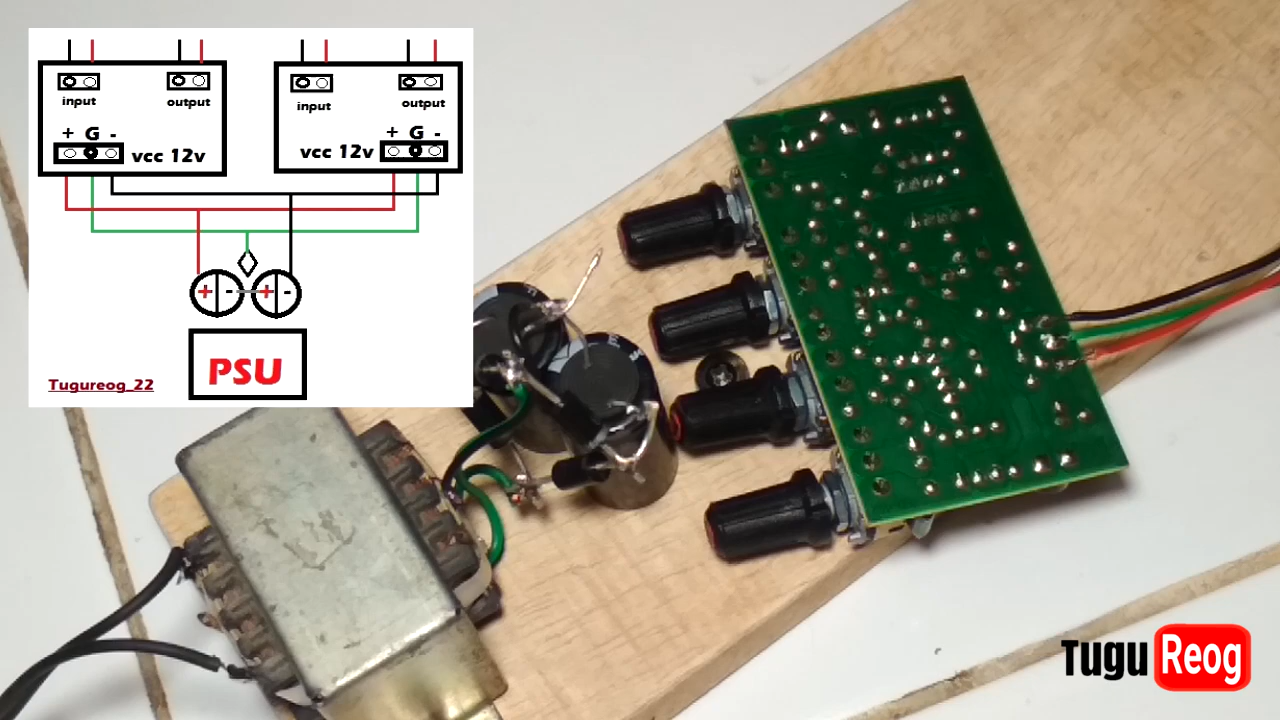 input
output
+ G -
vcc 12v
input
output
+ G -
vcc 12v
+ - + -
PSU
Tugureog_22
Tugu Reog